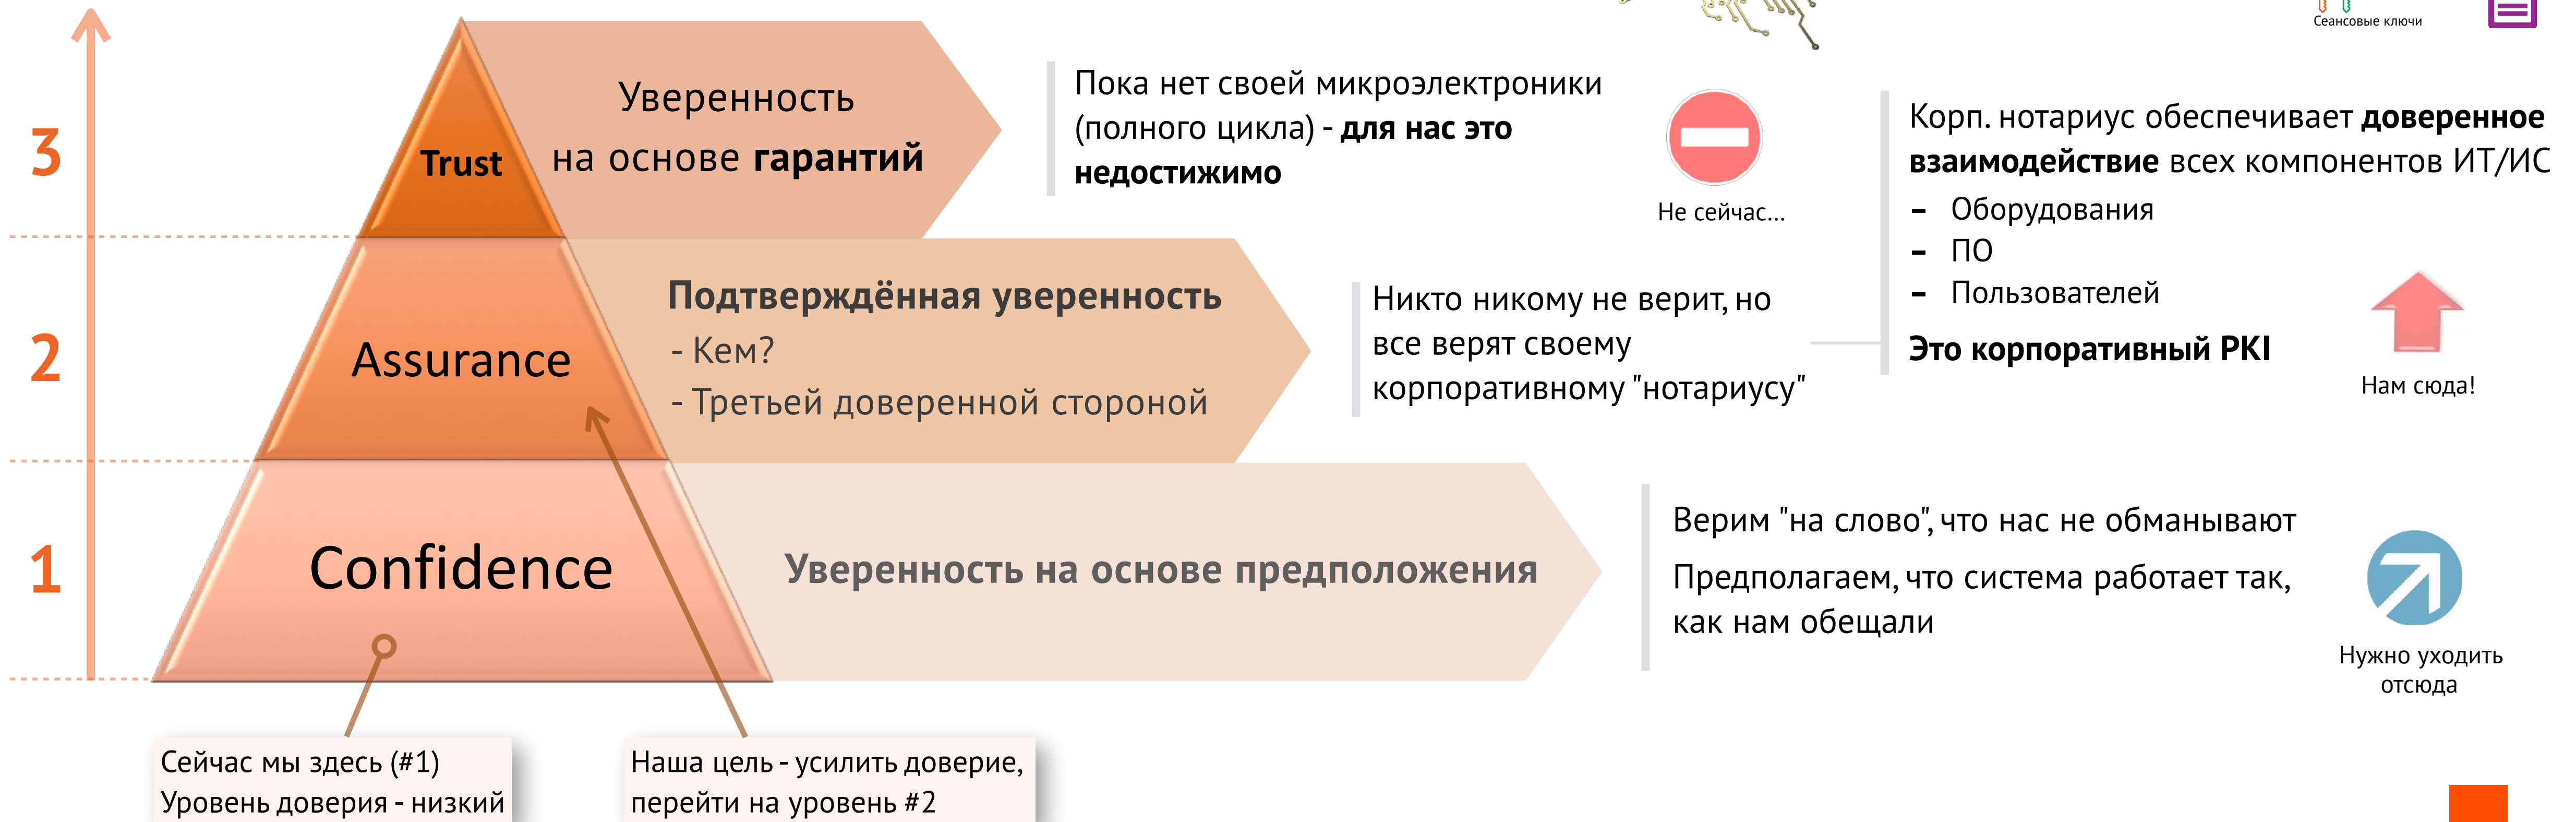 Сеансовые ключи
3
Trust
Уверенность
на основе гарантий
Пока нет своей микроэлектроники
(полного цикла) - для нас это
недостижимо
Не сейчас...
Корп. нотариус обеспечивает доверенное
взаимодействие всех компонентов ИТ/ИС
- Оборудования
- ПО
- Пользователей
Это корпоративный PKI
Нам сюда!
2
Assurance
Подтверждённая уверенность
- Кем?
- Третьей доверенной стороной
Никто никому не верит, но
все верят своему
корпоративному "нотариусу"
1
Confidence
Уверенность на основе предположения
Верим "на слово", что нас не обманывают
Предполагаем, что система работает так,
как нам обещали
Нужно уходить
отсюда
Сейчас мы здесь (#1)
Уровень доверия - низкий
Наша цель - усилить доверие,
перейти на уровень #2